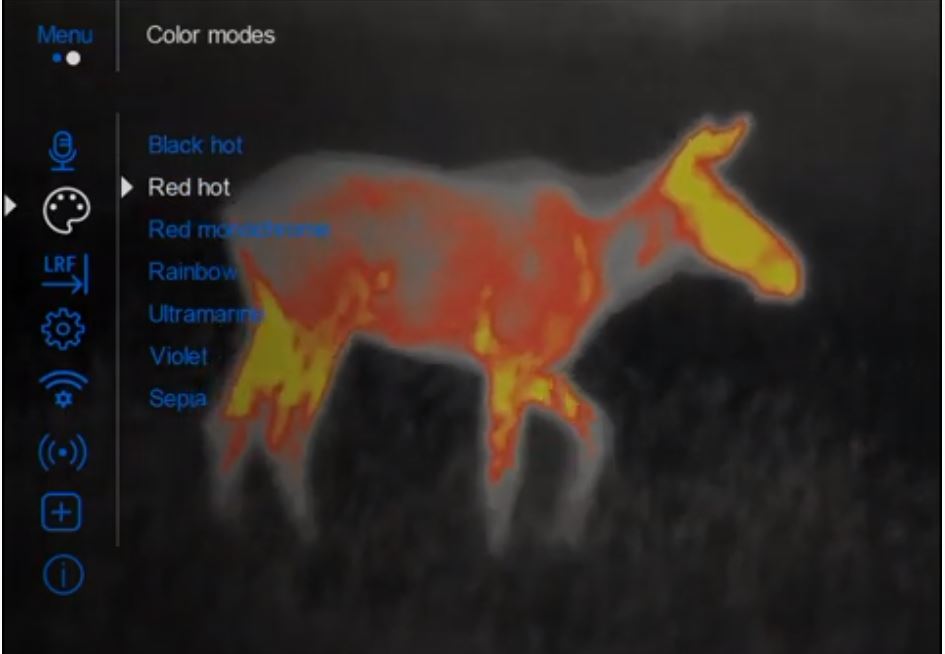 Menu
Color modes
Black hot
Red hot
Red monochrome
Rainbow
Ultramarine
Violet
Sepia
LRF